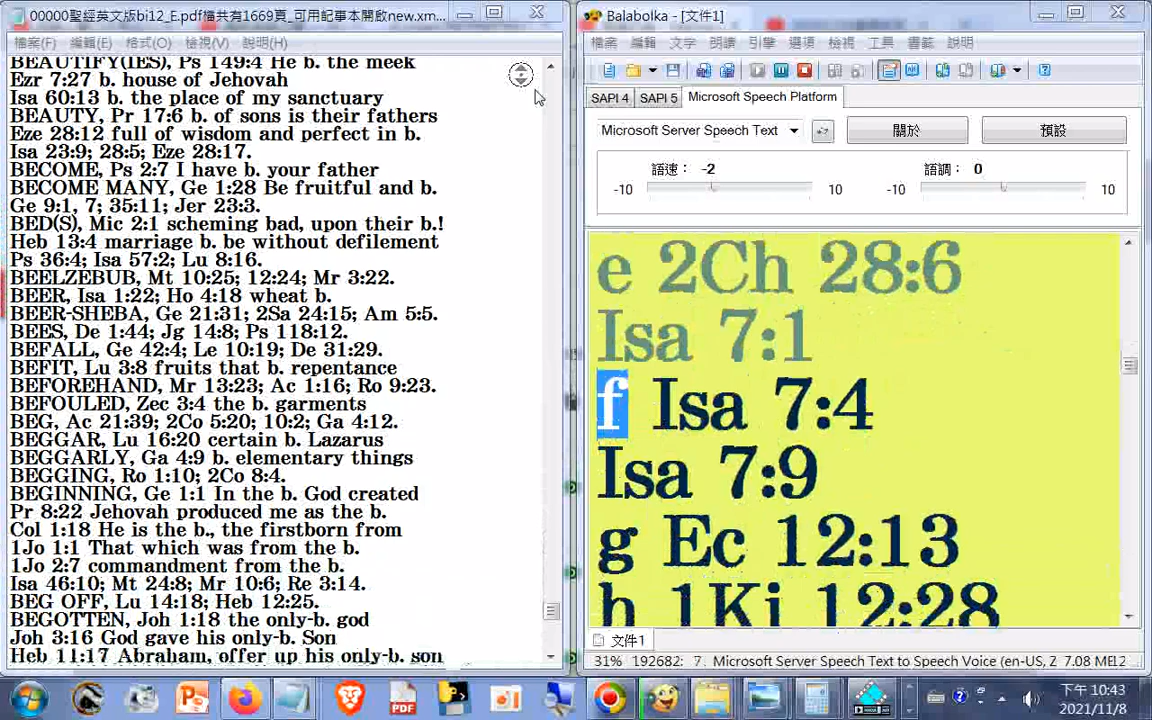 00000聖經英文版bi12_E.pdf檔共有1669頁_可用記事本開啟new.xm...
檔案(F) 編輯(E) 格式(O) 檢視(V) 說明(H)
BEAUTIFY(IES), Ps 149:4 He b. the meek
Ezr 7:27 b. house of Jehovah
Isa 60:13 b. the place of my sanctuary
BEAUTY, Pr 17:6 b. of sons is their fathers
Eze 28:12 full of wisdom and perfect in b.
Isa 23:9; 28:5; Eze 28:17.
BECOME, Ps 2:7 I have b. your father
BECOME MANY, Ge 1:28 Be fruitful and b.
Ge 9:1, 7; 35:11; Jer 23:3.
BED(S), Mic 2:1 scheming bad, upon their b.!
Heb 13:4 marriage b. be without defilement
Ps 36:4; Isa 57:2; Lu 8:16.
BEELZEBUB, Mt 10:25; 12:24; Mr 3:22.
BEER, Isa 1:22; Ho 4:18 wheat b.
BEER-SHEBA, Ge 21:31; 2Sa 24:15; Am 5:5.
BEES, De 1:44; Jg 14:8; Ps 118:12.
BEFALL, Ge 42:4; Le 10:19; De 31:29.
BEFIT, Lu 3:8 fruits that b. repentance
BEFOREHAND, Mr 13:23; Ac 1:16; Ro 9:23.
BEFOULED, Zec 3:4 the b. garments
BEG, Ac 21:39; 2Co 5:20; 10:2; Ga 4:12.
BEGGAR, Lu 16:20 certain b. Lazarus
BEGGARLY, Ga 4:9 b. elementary things
BEGGING, Ro 1:10; 2Co 8:4.
BEGINNING, Ge 1:1 In the b. God created
Pr 8:22 Jehovah produced me as the b.
Col 1:18 He is the b., the firstborn from
1Jo 1:1 That which was from the b.
1Jo 2:7 commandment from the b.
Isa 46:10; Mt 24:8; Mr 10:6; Re 3:14.
BEG OFF, Lu 14:18; Heb 12:25.
BEGOTTEN, Joh 1:18 the only-b. god
Joh 3:16 God gave his only-b. Son
Heb 11:17 Abraham, offer up his only-b. son
Balabolka - [文件1]
檔案 編輯 文字 朗讀 引擎 選項 檢視 工具 書籤 說明
SAPI 4 SAPI 5 Microsoft Speech Platform
Microsoft Server Speech Text 關於 預設
語速： -2 語調： 0
-10 10 -10 10
e 2Ch 28:6
Isa 7:1
f Isa 7:4
Isa 7:9
g Ec 12:13
h 1Ki 12:28
文件1
31% 192682: 7. Microsoft Server Speech Text to Speech Voice (en-US, Z 7.08 ME
PDF
下午 10:43
2021/11/8